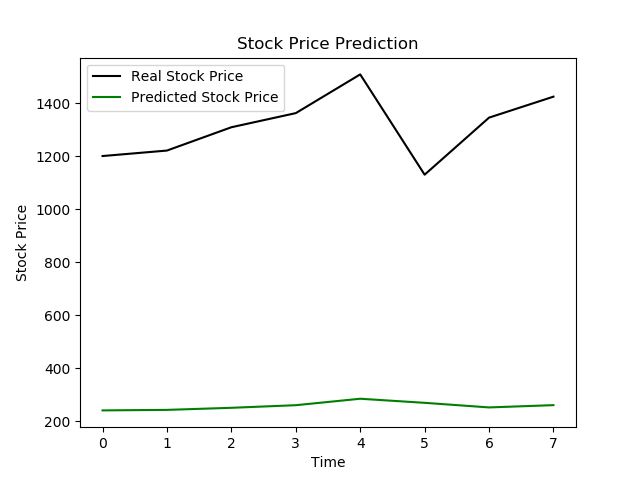 Stock Price Prediction
Real Stock Price
Predicted Stock Price
Stock Price
1400
1200
1000
800
600
400
200
0 1 2 3 4 5 6 7
Time